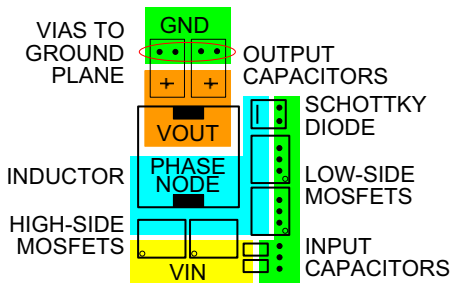 VIAS TO
GROUND
PLANE
GND
OUTPUT
CAPACITORS
+ +
VOUT
SCHOTTKY
DIODE
INDUCTOR
PHASE
NODE
LOW-SIDE
MOSFETS
HIGH-SIDE
MOSFETS
VIN
INPUT
CAPACITORS